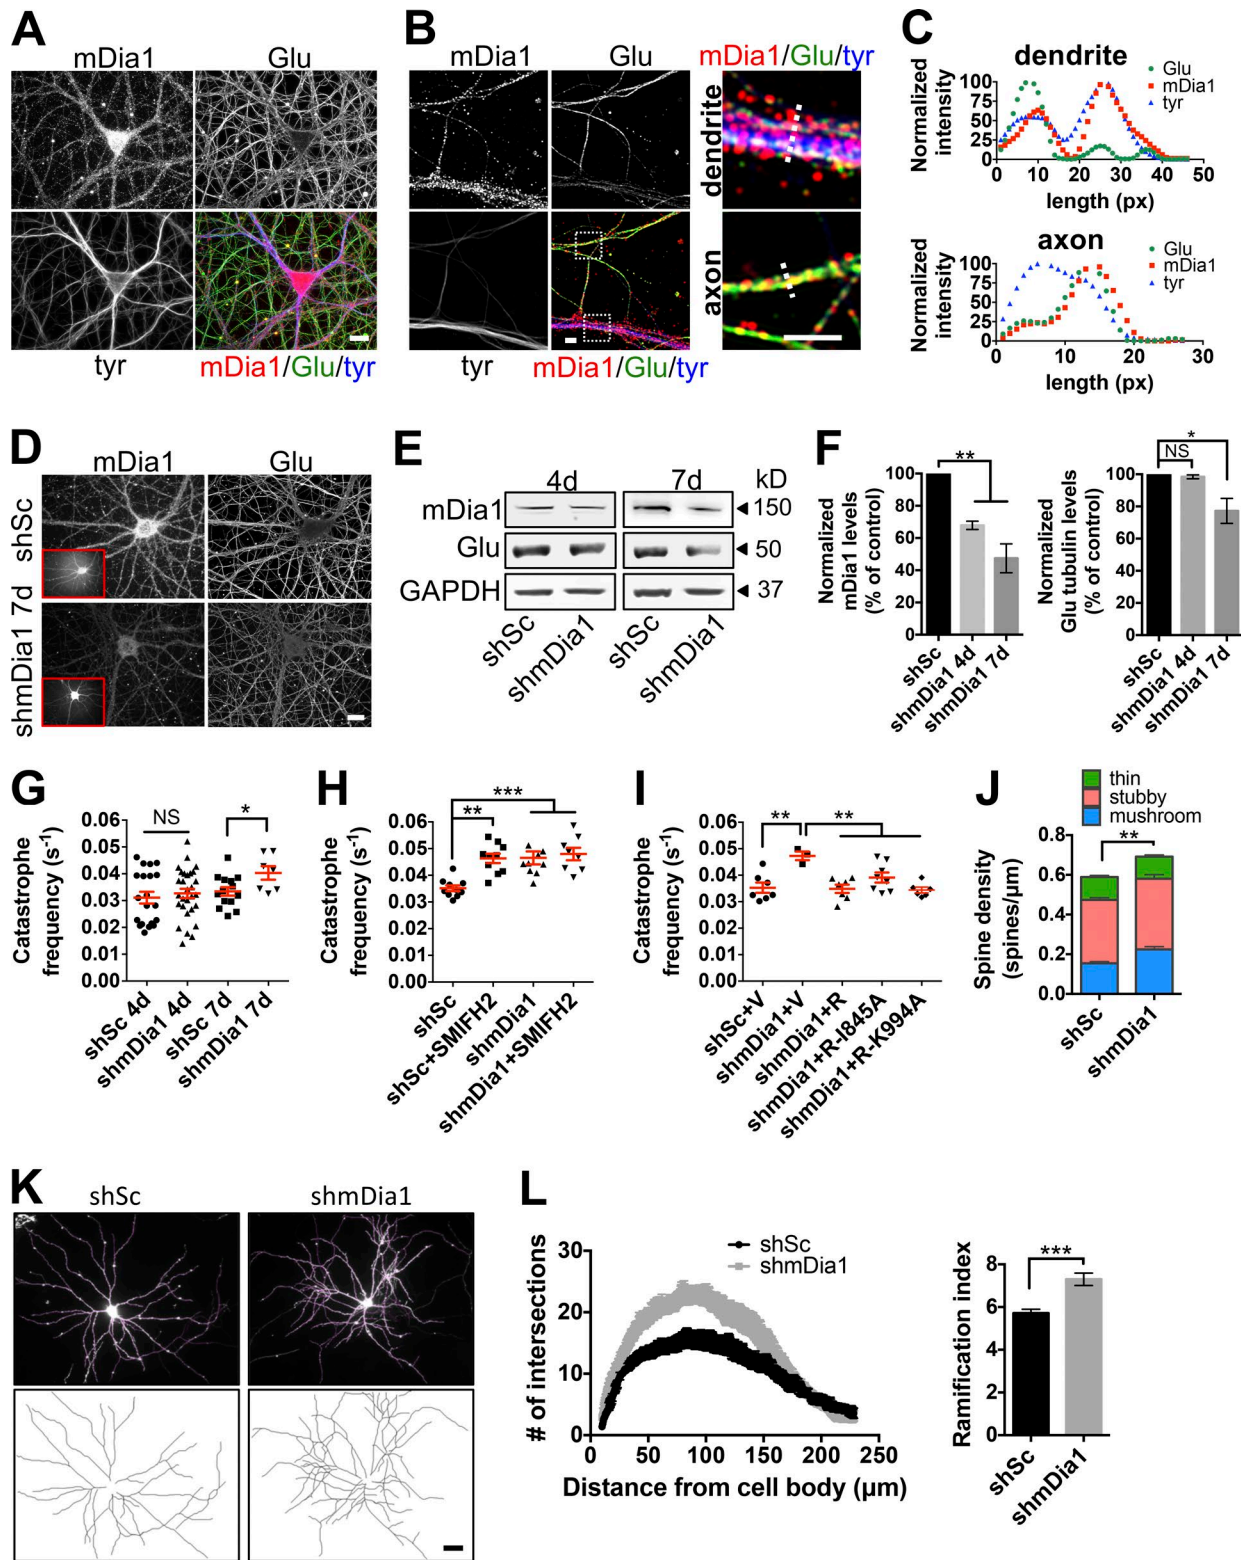 A
mDia1
Glu
tyr
mDia1/Glu/tyr
B
mDia1
Glu
mDia1/Glu/tyr
dendrite
axon
tyr
mDia1/Glu/tyr
C
dendrite
Normalized
intensity
100
75
50
25
0
Glu
mDia1
tyr
0 10 20 30 40 50
length (px)
axon
Normalized
intensity
100
75
50
25
0
Glu
mDia1
tyr
0 10 20 30
length (px)
D
mDia1
Glu
shSc
shmDia1 7d
E
4d
7d
kD
mDia1
150
Glu
50
GAPDH
37
shSc
shmDia1
shSc
shmDia1
F
Normalized
mDia1 levels
(% of control)
100
80
60
40
20
0
**
shSc
shmDia1 4d
shmDia1 7d
Normalized
Glu tubulin levels
(% of control)
100
80
60
40
20
0
*
NS
shSc
shmDia1 4d
shmDia1 7d
G
Catastrophe
frequency (s-1)
0.06
0.05
0.04
0.03
0.02
0.01
0.00
NS
*
shSc 4d
shmDia1 4d
shSc 7d
shmDia1 7d
H
Catastrophe
frequency (s-1)
0.06
0.05
0.04
0.03
0.02
0.01
0.00
***
**
shSc
shSc+SMIFH2
shmDia1
shmDia1+SMIFH2
I
Catastrophe
frequency (s-1)
0.06
0.05
0.04
0.03
0.02
0.01
0.00
**
**
shSc+V
shmDia1+V
shmDia1+R
shmDia1+R-I845A
shmDia1+R-K994A
J
thin
stubby
mushroom
Spine density
(spines/µm)
0.8
0.6
0.4
0.2
0.0
**
shSc
shmDia1
K
shSc
shmDia1
L
# of intersections
30
20
10
0
shSc
shmDia1
0 50 100 150 200 250
Distance from cell body (µm)
Ramification index
8
6
4
2
0
***
shSc
shmDia1